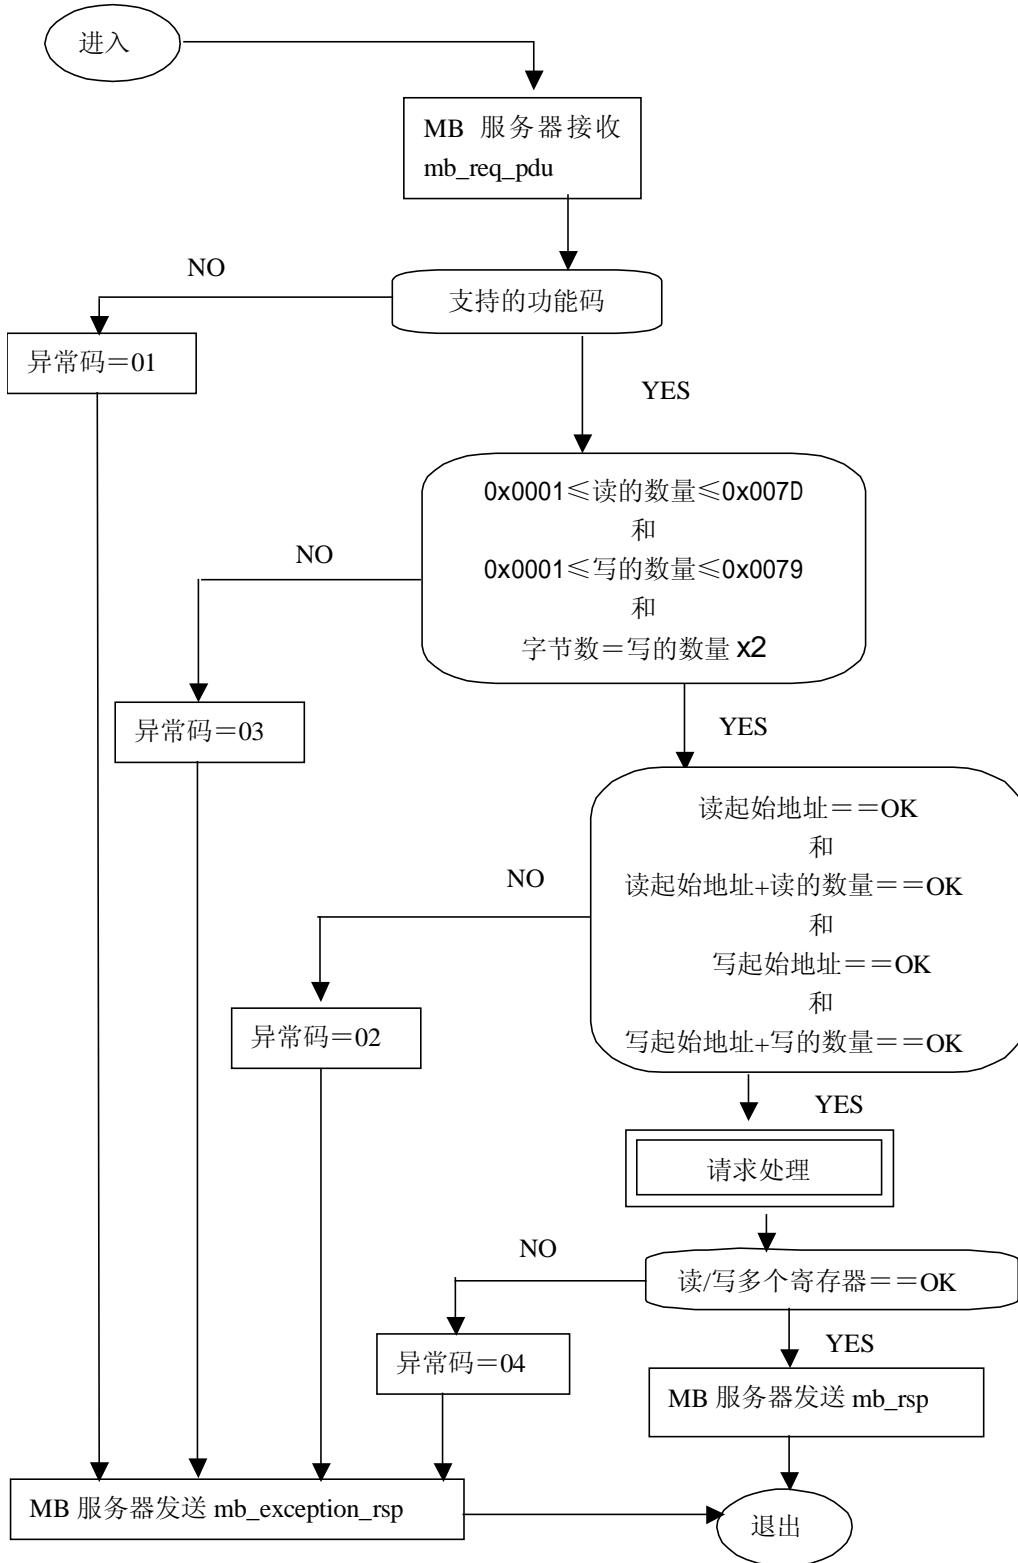 进入
MB 服务器接收
mb_req_pdu
NO
支持的功能码
异常码＝01
YES
0x0001≤读的数量≤0x007D
和
NO
0x0001≤写的数量≤0x0079
和
字节数＝写的数量 x2
异常码＝03
YES
读起始地址＝＝OK
和
NO
读起始地址+读的数量＝＝OK
和
写起始地址＝＝OK
和
异常码＝02
写起始地址+写的数量＝＝OK
YES
请求处理
NO
读/写多个寄存器＝＝OK
YES
异常码＝04
MB 服务器发送 mb_rsp
MB 服务器发送 mb_exception_rsp
退出